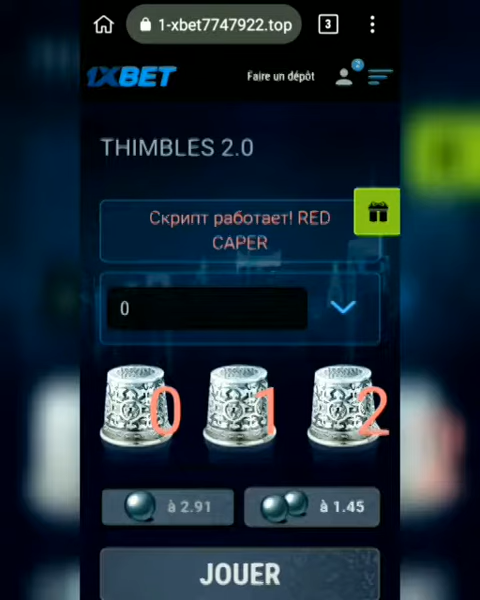 1-xbet7747922.top
3
1XBET
Faire un dépôt
2
THIMBLES 2.0
Скрипт работает! RED
CAPER
0
0 1 2
à 2.91
à 1.45
JOUER